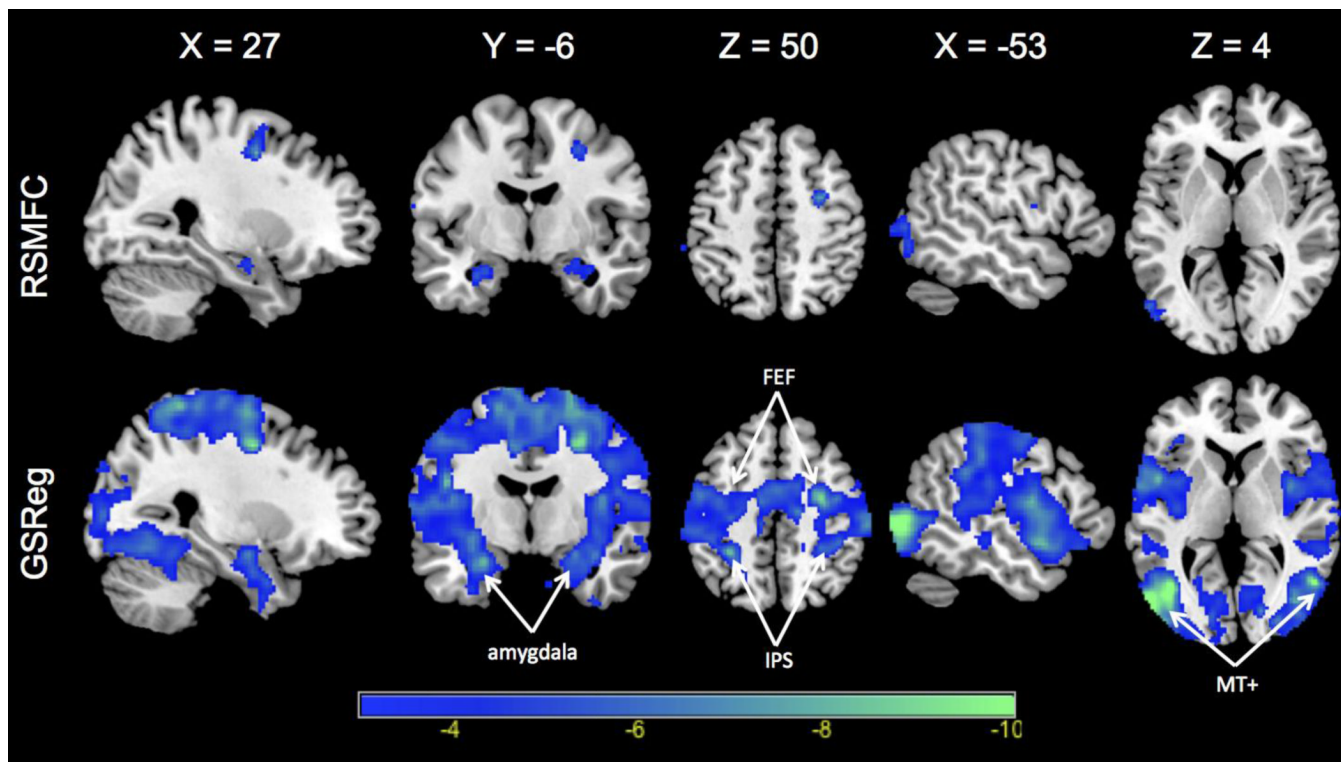 X = 27 Y = -6 Z = 50 X = -53 Z = 4
RSMFC
GSReg
FEF
amygdala
IPS
MT+
-4 -6 -8 -10